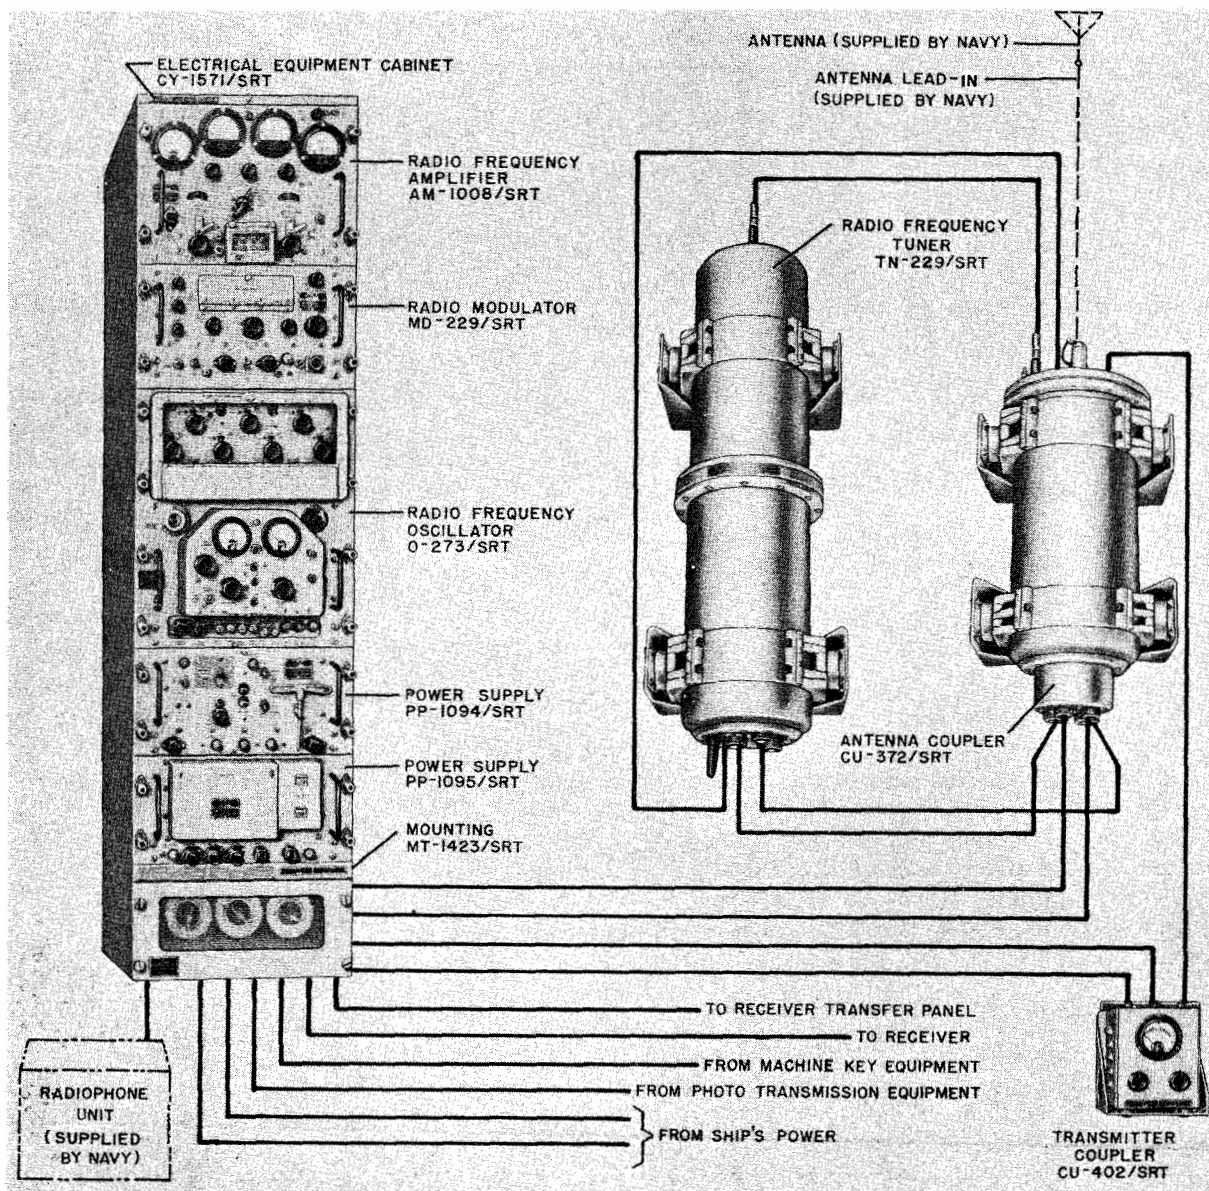 ELECTRICAL EQUIPMENT CABINET
CY-1571/SRT
RADIO FREQUENCY
AMPLIFIER
AM-1008/SRT
RADIO MODULATOR
MD-229/SRT
RADIO FREQUENCY
OSCILLATOR
O-273/SRT
POWER SUPPLY
PP-1094/SRT
POWER SUPPLY
PP-1095/SRT
MOUNTING
MT-1423/SRT
ANTENNA (SUPPLIED BY NAVY)
ANTENNA LEAD-IN
(SUPPLIED BY NAVY)
RADIO FREQUENCY
TUNER
TN-229/SRT
ANTENNA COUPLER
CU-372/SRT
TO RECEIVER TRANSFER PANEL
TO RECEIVER
FROM MACHINE KEY EQUIPMENT
FROM PHOTO TRANSMISSION EQUIPMENT
FROM SHIP'S POWER
RADIOPHONE
UNIT
(SUPPLIED
BY NAVY)
TRANSMITTER
COUPLER
CU-402/SRT